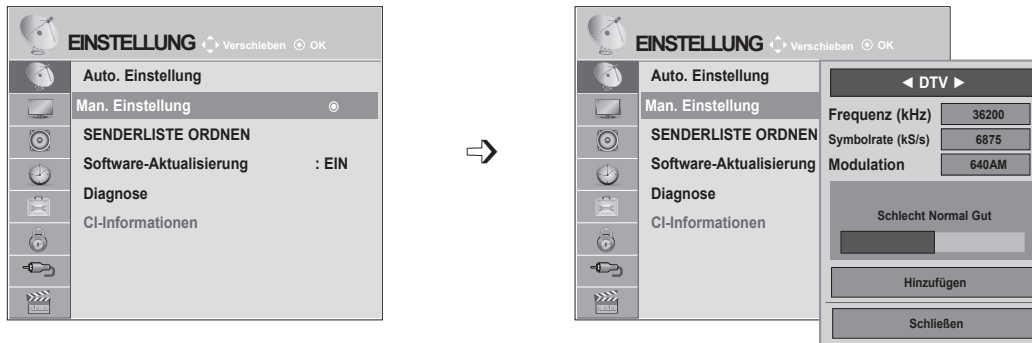 EINSTELLUNG Verschieben OK
Auto. Einstellung
Man. Einstellung
SENDERLISTE ORDNEN
Software-Aktualisierung : EIN
Diagnose
CI-Informationen
EINSTELLUNG Verschieben OK
Auto. Einstellung
Man. Einstellung
SENDERLISTE ORDNEN
Software-Aktualisierung
Diagnose
CI-Informationen
◄ DTV ►
Frequenz (kHz) 36200
Symbolrate (kS/s) 6875
Modulation 640AM
Schlecht Normal Gut
Hinzufügen
Schließen